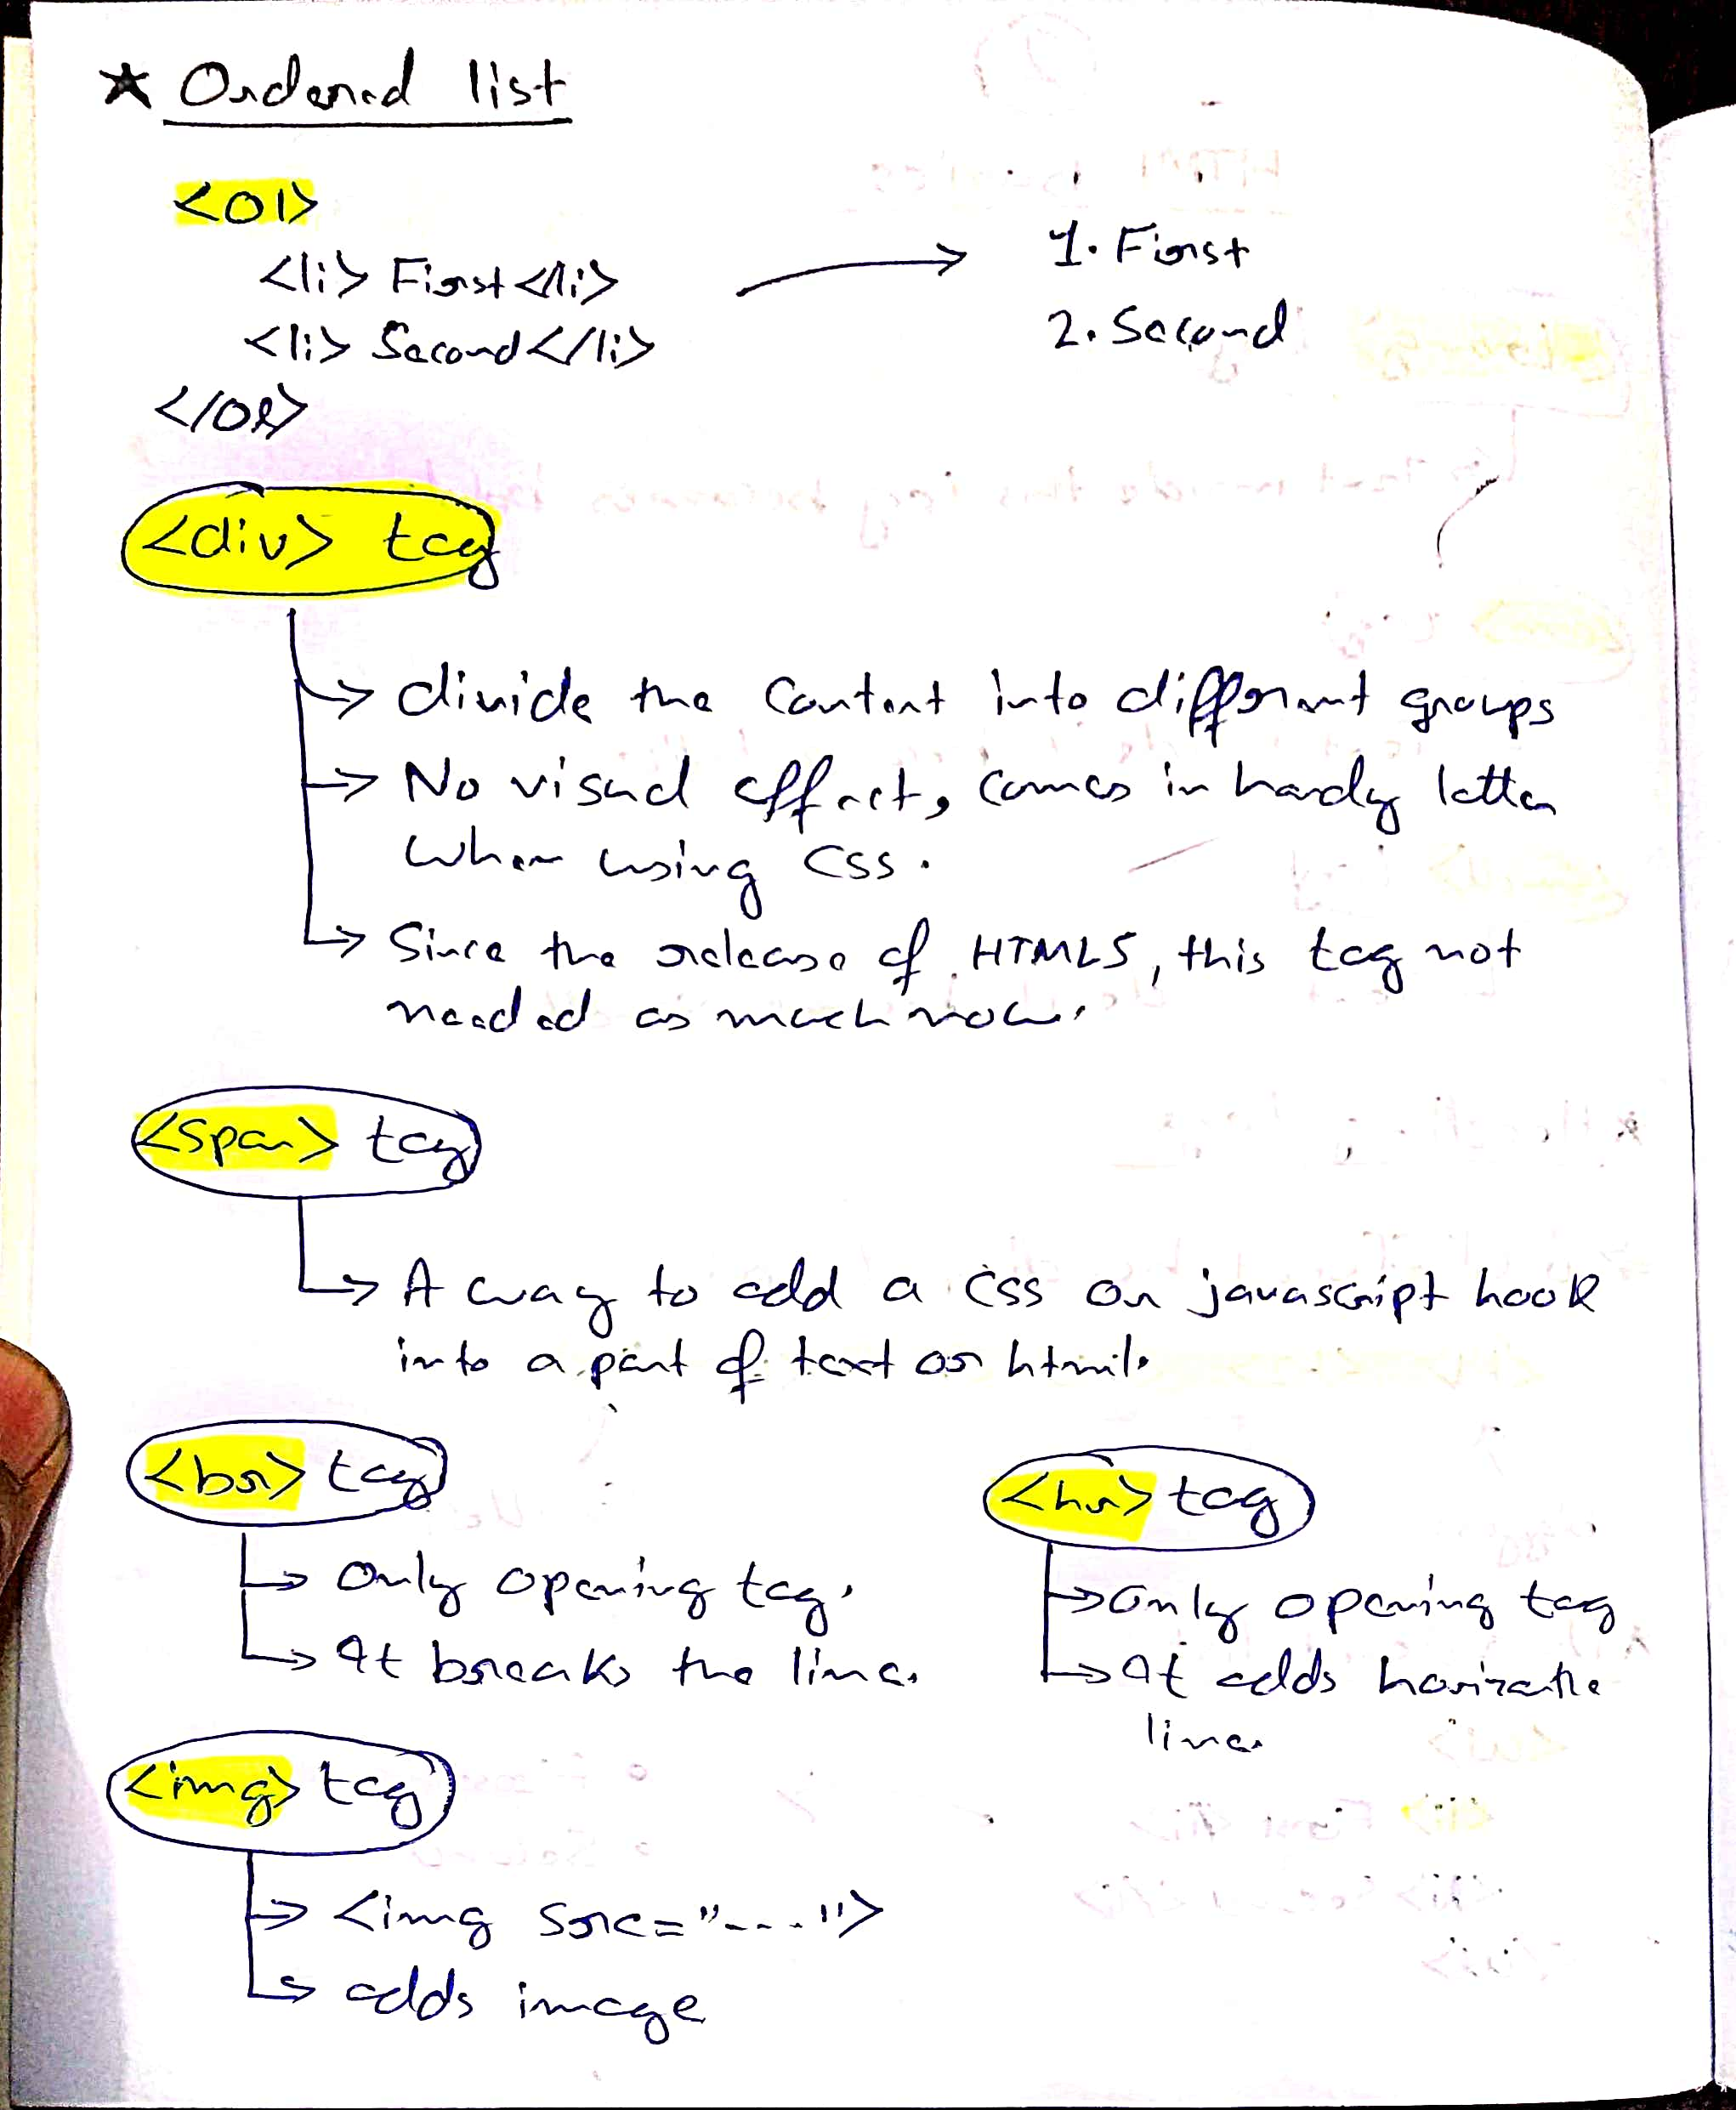 ★ Ordered list
<ol>
<li> First </li>
<li> Second </li>
</ol>
1. First
2. Second
<div> tag
→ divide the content into different groups
→ No visual effect, comes in handy latter
when using CSS.
→ Since the release of HTML5, this tag not
needed as much now.
<span> tag
→ A way to add a css or javascript hook
into a part of text or html.
<br> tag
→ Only opening tag.
→ It breaks the line.
<hr> tag
→ Only opening tag
→ It adds horizontle
line.
<img> tag
→ <img src="----">
→ adds image